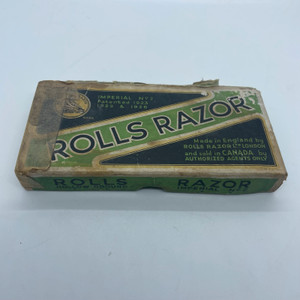 IMPERIAL No 1
ROLLS RAZOR
Made in England by
ROLLS RAZOR LTD LONDON
and sold in CANADA by
AUTHORIZED AGENTS ONLY
ROLLS RAZOR